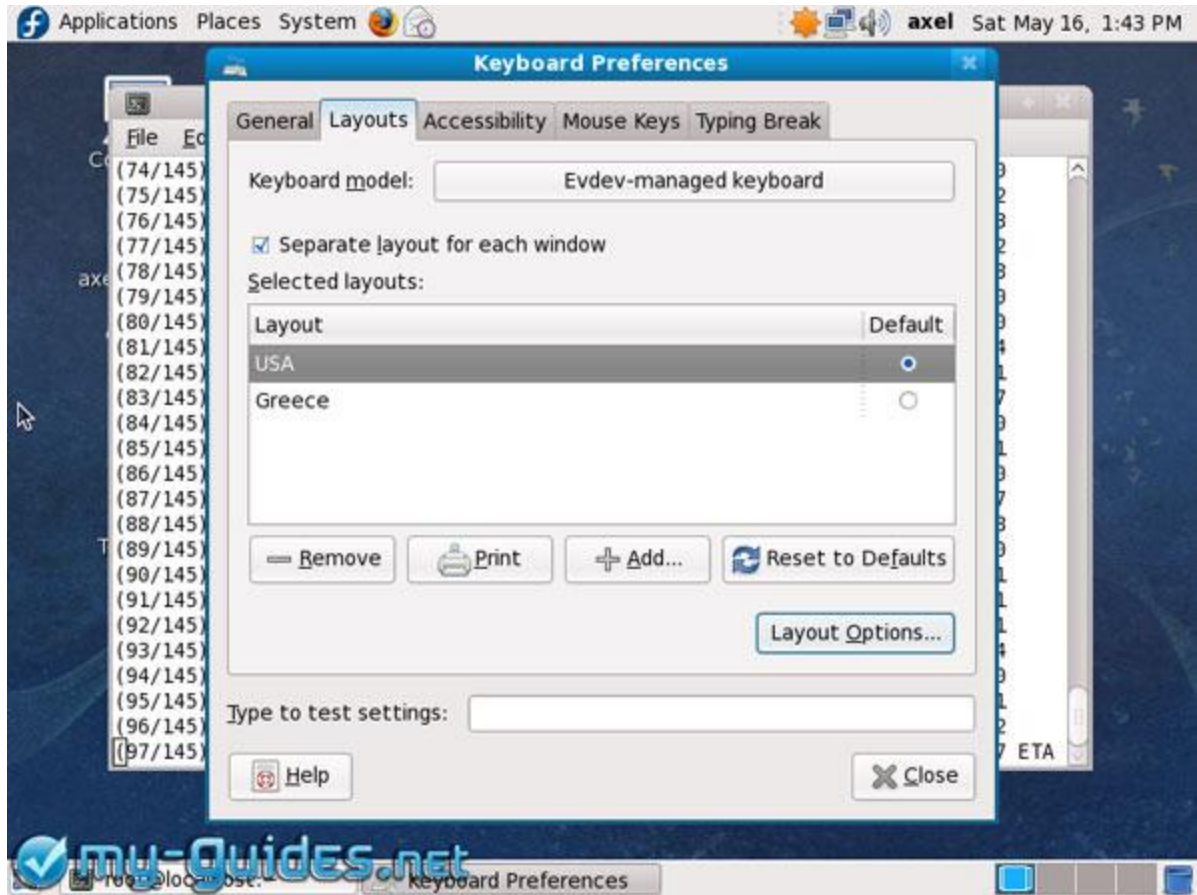 Applications Places System axel Sat May 16, 1:43 PM
Keyboard Preferences
General Layouts Accessibility Mouse Keys Typing Break
File
Keyboard model: Evdev-managed keyboard
Separate layout for each window
Selected layouts:
Layout Default
USA
Greece
Remove Print Add... Reset to Defaults
Layout Options...
Type to test settings:
Help Close
(74/145)
(75/145)
(76/145)
(77/145)
(78/145)
(79/145)
(80/145)
(81/145)
(82/145)
(83/145)
(84/145)
(85/145)
(86/145)
(87/145)
(88/145)
(89/145)
(90/145)
(91/145)
(92/145)
(93/145)
(94/145)
(95/145)
(96/145)
(97/145) ETA
my-guides.net
Keyboard Preferences